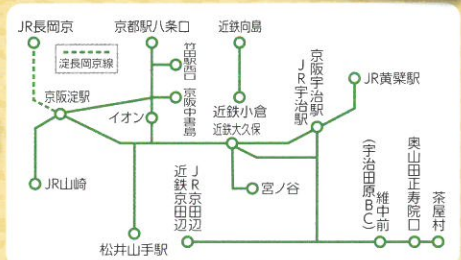 JR長岡京
京都駅八条口
近鉄向島
淀長岡京線
竹田駅西口
京阪中書島
京阪宇治駅
JR宇治駅
JR黄檗駅
京阪淀駅
イオン
近鉄小倉
近鉄大久保
JR山崎
宮ノ谷
JR京田辺
近鉄京田辺
松井山手駅
維中前
(宇治田原BC)
奥山田正寿院口
茶屋村